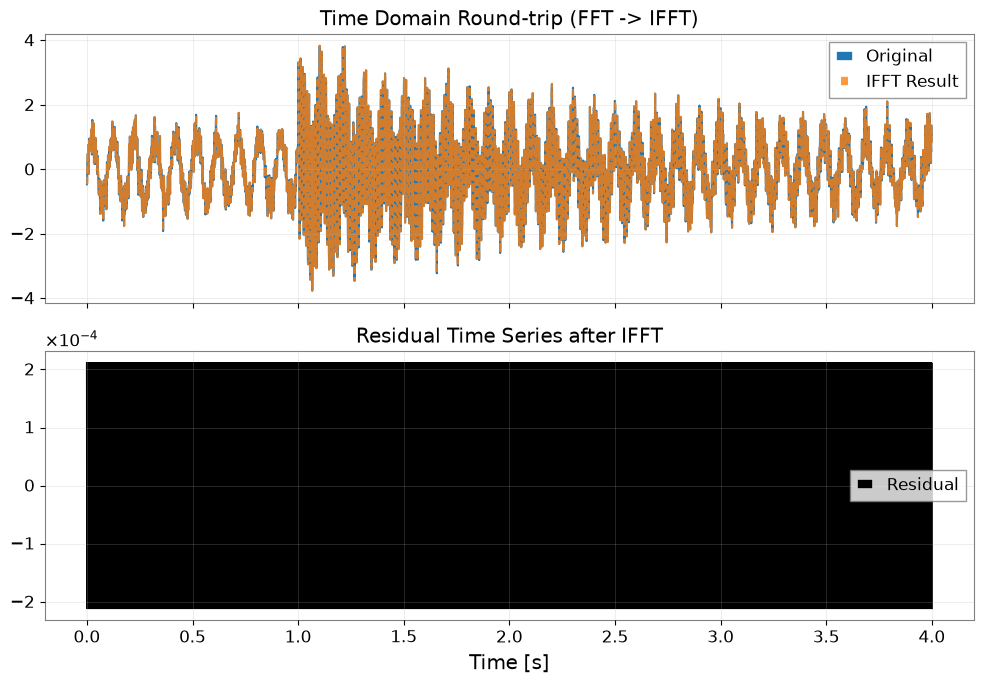 Time Domain Round-trip (FFT -> IFFT)
4
2
0
−2
−4
Original
IFFT Result
Residual Time Series after IFFT
×10⁻⁴
2
1
0
−1
−2
Residual
0.0 0.5 1.0 1.5 2.0 2.5 3.0 3.5 4.0
Time [s]